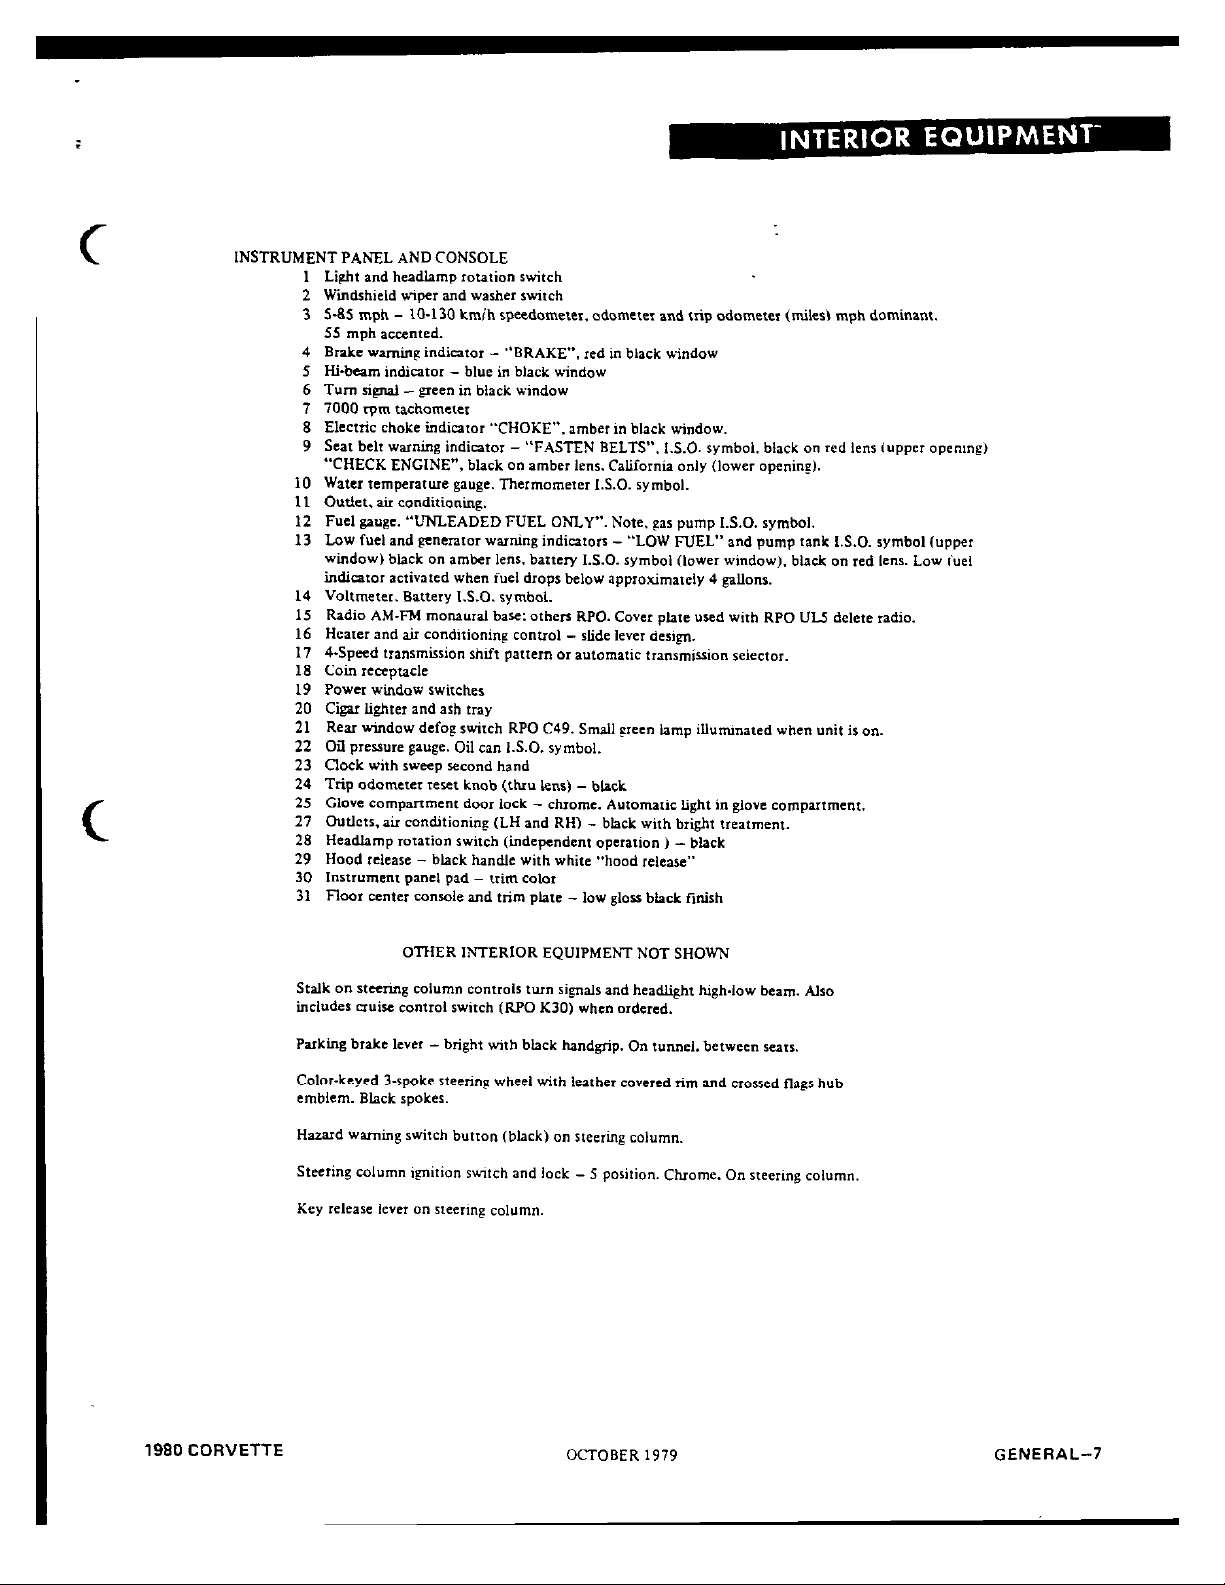 INTERIOR EQUIPMENT
INSTRUMENT PANEL AND CONSOLE
1 Light and headlamp rotation switch
2 Windshield wiper and washer switch
3 5-85 mph – 10-130 km/h speedometer, odometer and trip odometer (miles) mph dominant.
55 mph accented.
4 Brake warning indicator – "BRAKE", red in black window
5 Hi-beam indicator – blue in black window
6 Turn signal – green in black window
7 7000 rpm tachometer
8 Electric choke indicator "CHOKE", amber in black window.
9 Seat belt warning indicator – "FASTEN BELTS", I.S.O. symbol, black on red lens (upper opening)
"CHECK ENGINE", black on amber lens. California only (lower opening).
10 Water temperature gauge. Thermometer I.S.O. symbol.
11 Outlet, air conditioning.
12 Fuel gauge. "UNLEADED FUEL ONLY". Note, gas pump I.S.O. symbol.
13 Low fuel and generator warning indicators – "LOW FUEL" and pump tank I.S.O. symbol (upper
window) black on amber lens, battery I.S.O. symbol (lower window), black on red lens. Low fuel
indicator activated when fuel drops below approximately 4 gallons.
14 Voltmeter. Battery I.S.O. symbol.
15 Radio AM-FM monaural base: others RPO. Cover plate used with RPO UL5 delete radio.
16 Heater and air conditioning control – slide lever design.
17 4-Speed transmission shift pattern or automatic transmission selector.
18 Coin receptacle
19 Power window switches
20 Cigar lighter and ash tray
21 Rear window defog switch RPO C49. Small green lamp illuminated when unit is on.
22 Oil pressure gauge. Oil can I.S.O. symbol.
23 Clock with sweep second hand
24 Trip odometer reset knob (thru lens) – black
25 Glove compartment door lock – chrome. Automatic light in glove compartment.
27 Outlets, air conditioning (LH and RH) – black with bright treatment.
28 Headlamp rotation switch (independent operation ) – black
29 Hood release – black handle with white "hood release"
30 Instrument panel pad – trim color
31 Floor center console and trim plate – low gloss black finish
OTHER INTERIOR EQUIPMENT NOT SHOWN
Stalk on steering column controls turn signals and headlight high-low beam. Also
includes cruise control switch (RPO K30) when ordered.
Parking brake lever – bright with black handgrip. On tunnel, between seats.
Color-keyed 3-spoke steering wheel with leather covered rim and crossed flags hub
emblem. Black spokes.
Hazard warning switch button (black) on steering column.
Steering column ignition switch and lock – 5 position. Chrome. On steering column.
Key release lever on steering column.
1980 CORVETTE
OCTOBER 1979
GENERAL–7